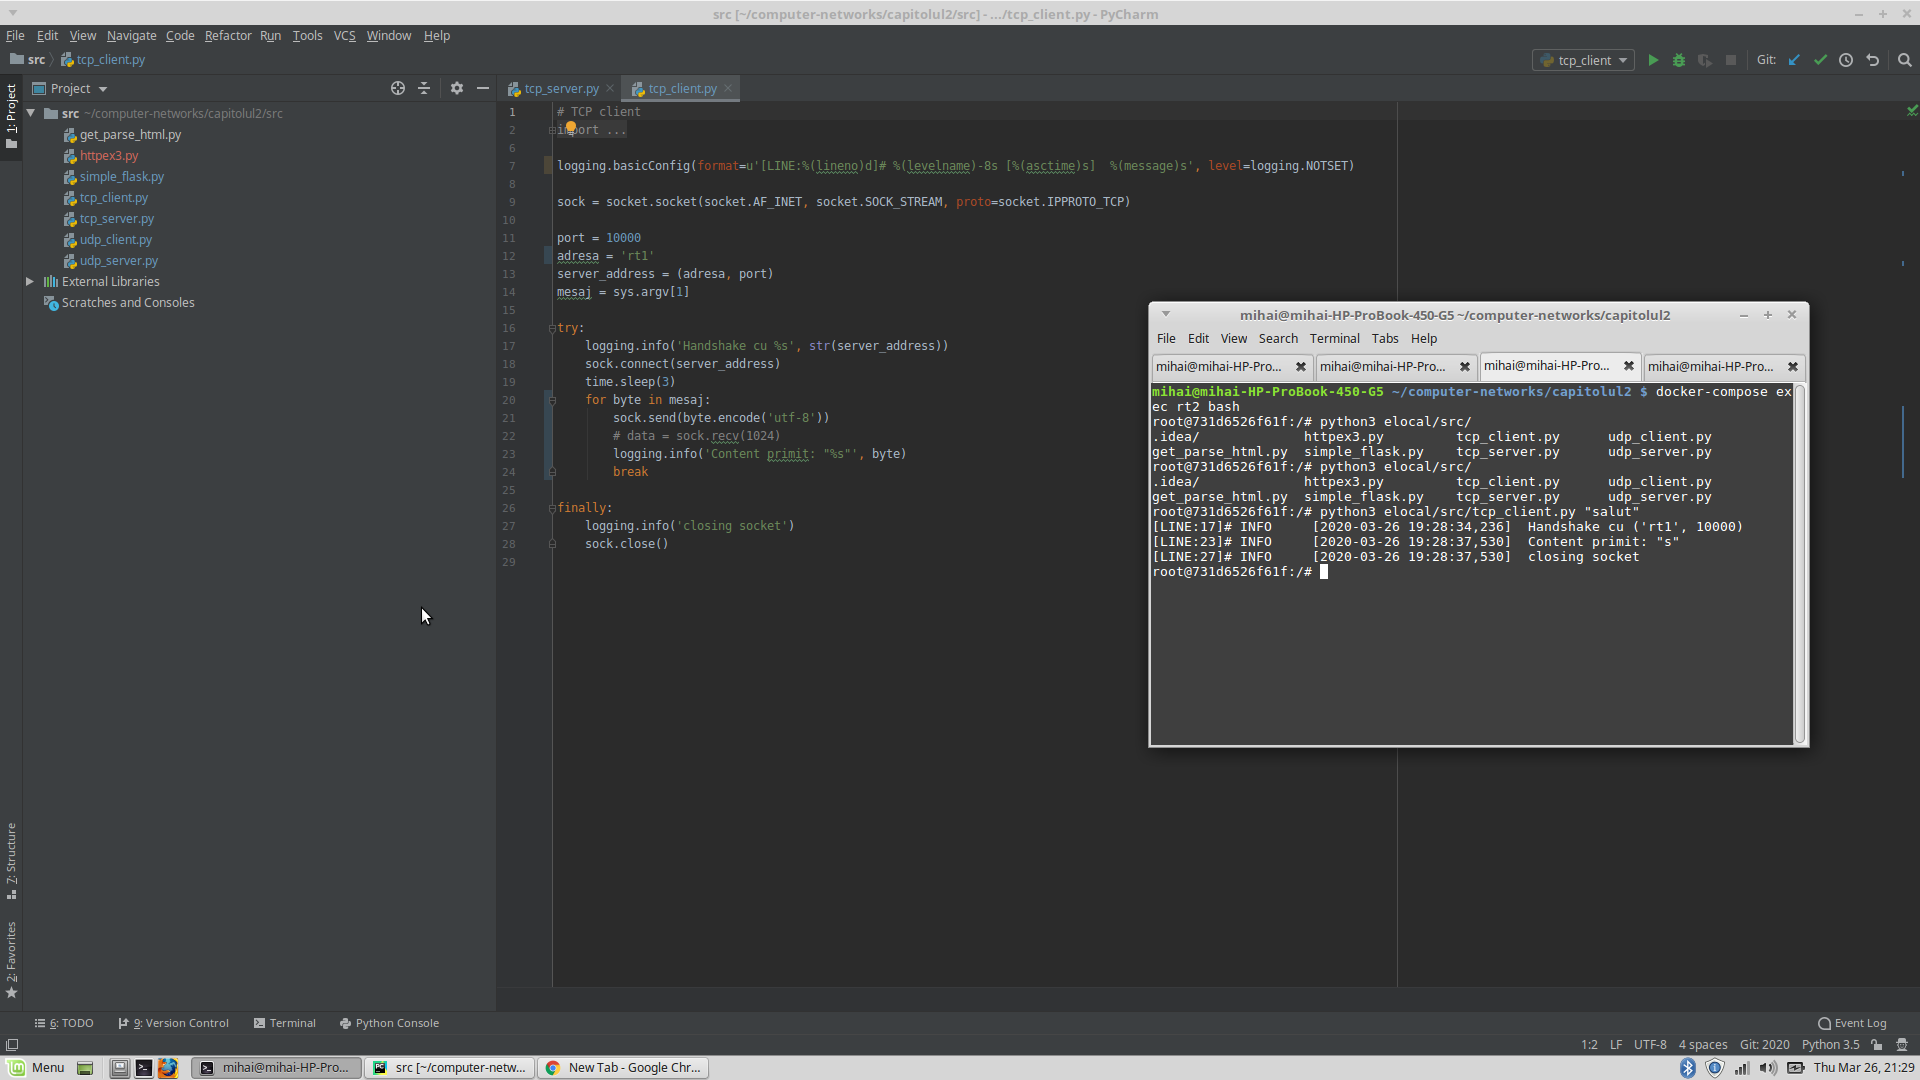 src [~/computer-networks/capitolul2/src] - .../tcp_client.py - PyCharm
File Edit View Navigate Code Refactor Run Tools VCS Window Help
src tcp_client.py
tcp_client Git:
1: Project
Project
src ~/computer-networks/capitolul2/src
get_parse_html.py
httpex3.py
simple_flask.py
tcp_client.py
tcp_server.py
udp_client.py
udp_server.py
External Libraries
Scratches and Consoles
7: Structure
2: Favorites
tcp_server.py tcp_client.py
1 # TCP client
2 import ...
6
7 logging.basicConfig(format=u'[LINE:%(lineno)d]# %(levelname)-8s [%(asctime)s]  %(message)s', level=logging.NOTSET)
8
9 sock = socket.socket(socket.AF_INET, socket.SOCK_STREAM, proto=socket.IPPROTO_TCP)
10
11 port = 10000
12 adresa = 'rt1'
13 server_address = (adresa, port)
14 mesaj = sys.argv[1]
15
16 try:
17     logging.info('Handshake cu %s', str(server_address))
18     sock.connect(server_address)
19     time.sleep(3)
20     for byte in mesaj:
21         sock.send(byte.encode('utf-8'))
22         # data = sock.recv(1024)
23         logging.info('Content primit: "%s"', byte)
24         break
25
26 finally:
27     logging.info('closing socket')
28     sock.close()
29
mihai@mihai-HP-ProBook-450-G5 ~/computer-networks/capitolul2
File Edit View Search Terminal Tabs Help
mihai@mihai-HP-Pro... mihai@mihai-HP-Pro... mihai@mihai-HP-Pro... mihai@mihai-HP-Pro...
mihai@mihai-HP-ProBook-450-G5 ~/computer-networks/capitolul2 $ docker-compose ex
ec rt2 bash
root@731d6526f61f:/# python3 elocal/src/
.idea/ httpex3.py tcp_client.py udp_client.py
get_parse_html.py simple_flask.py tcp_server.py udp_server.py
root@731d6526f61f:/# python3 elocal/src/
.idea/ httpex3.py tcp_client.py udp_client.py
get_parse_html.py simple_flask.py tcp_server.py udp_server.py
root@731d6526f61f:/# python3 elocal/src/tcp_client.py "salut"
[LINE:17]# INFO     [2020-03-26 19:28:34,236]  Handshake cu ('rt1', 10000)
[LINE:23]# INFO     [2020-03-26 19:28:37,530]  Content primit: "s"
[LINE:27]# INFO     [2020-03-26 19:28:37,530]  closing socket
root@731d6526f61f:/#
6: TODO 9: Version Control Terminal Python Console Event Log
1:2 LF UTF-8 4 spaces Git: 2020 Python 3.5
Menu mihai@mihai-HP-Pro... src [~/computer-netw... New Tab - Google Chr... Thu Mar 26, 21:29